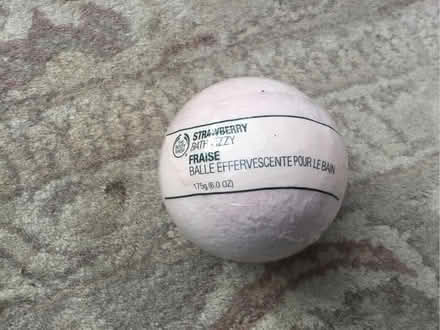 THE BODY SHOP
STRAWBERRY
BATH FIZZY
FRAISE
BALLE EFFERVESCENTE POUR LE BAIN
175g (6.0 OZ)